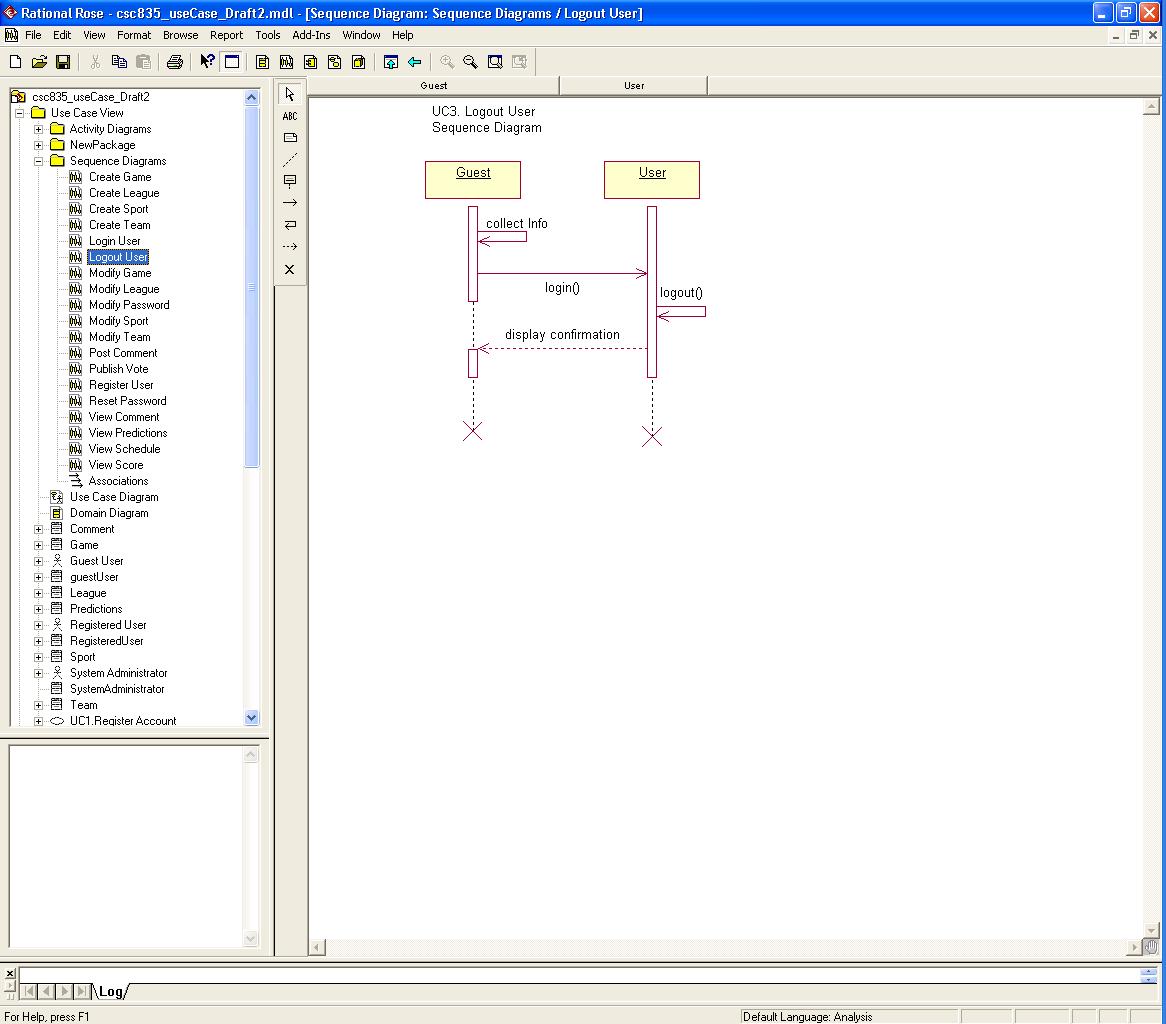 Rational Rose - csc835_useCase_Draft2.mdl - [Sequence Diagram: Sequence Diagrams / Logout User]
File Edit View Format Browse Report Tools Add-Ins Window Help
ABC
Guest User
csc835_useCase_Draft2
Use Case View
Activity Diagrams
NewPackage
Sequence Diagrams
Create Game
Create League
Create Sport
Create Team
Login User
Logout User
Modify Game
Modify League
Modify Password
Modify Sport
Modify Team
Post Comment
Publish Vote
Register User
Reset Password
View Comment
View Predictions
View Schedule
View Score
Associations
Use Case Diagram
Domain Diagram
Comment
Game
Guest User
guestUser
League
Predictions
Registered User
RegisteredUser
Sport
System Administrator
SystemAdministrator
Team
UC1.Register Account
UC3. Logout User
Sequence Diagram
Guest User
collect Info
login()
logout()
display confirmation
Log
For Help, press F1
Default Language: Analysis